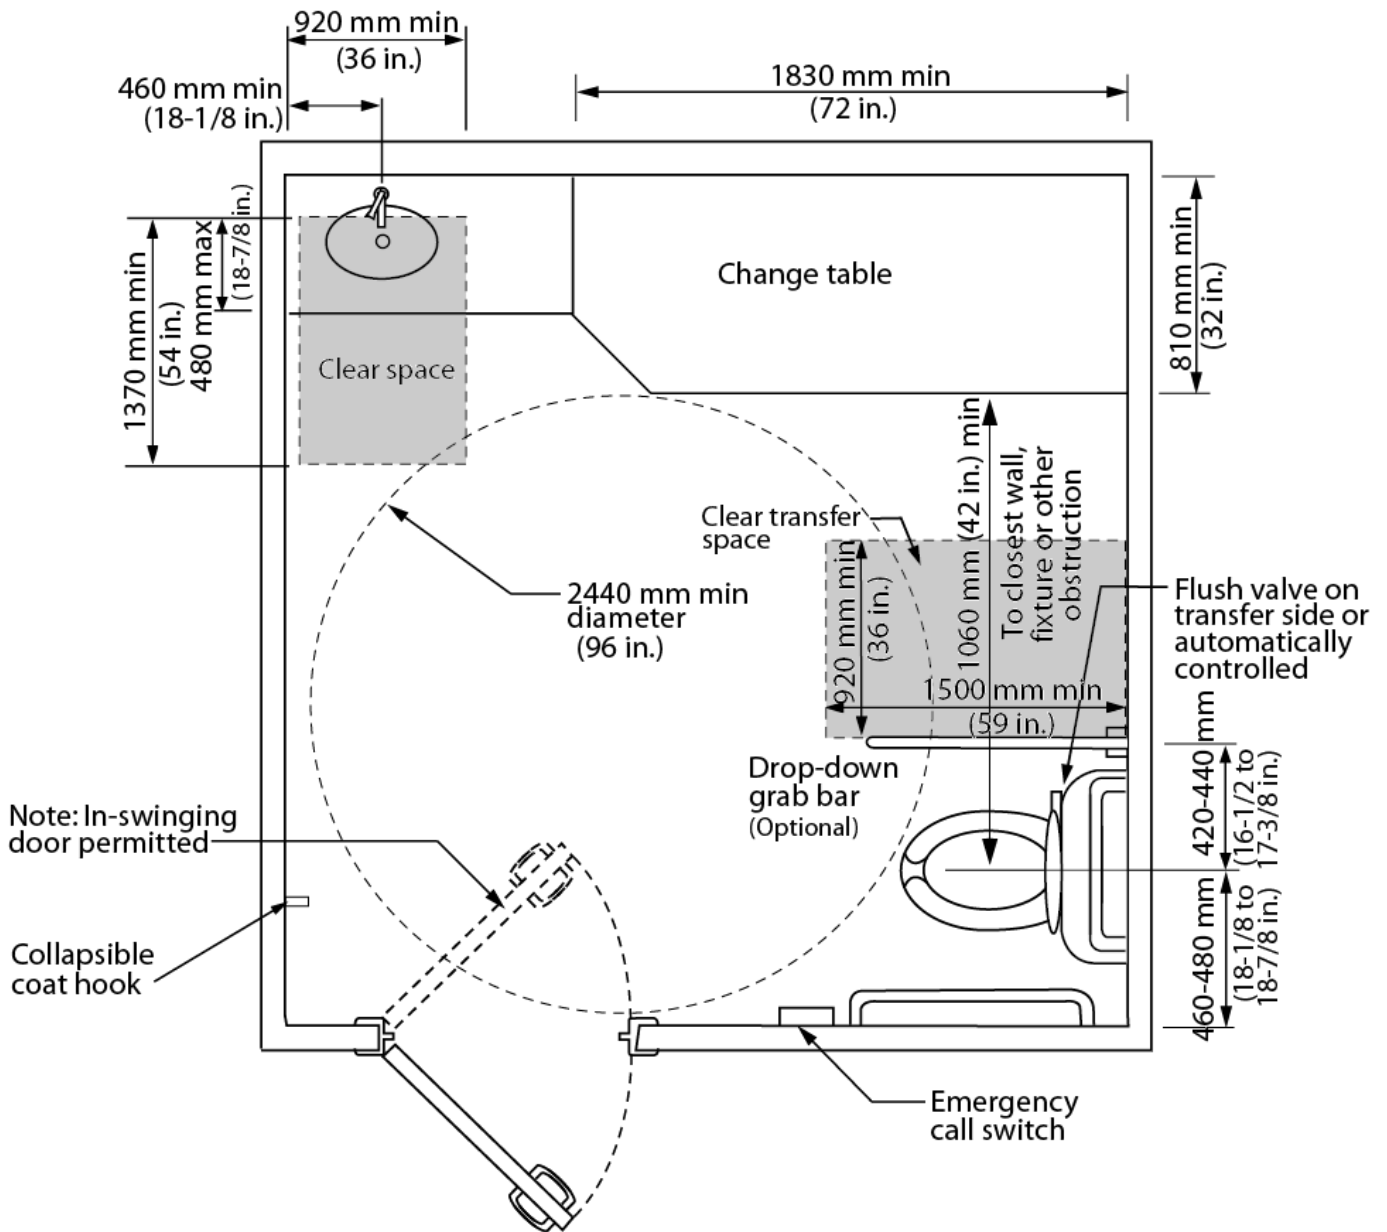 920 mm min
(36 in.)
460 mm min
(18-1/8 in.)
1830 mm min
(72 in.)
1370 mm min
(54 in.)
480 mm max
(18-7/8 in.)
Change table
810 mm min
(32 in.)
Clear space
Clear transfer
space
1060 mm (42 in.) min
To closest wall,
fixture or other
obstruction
2440 mm min
diameter
(96 in.)
920 mm min
(36 in.)
1500 mm min
(59 in.)
Flush valve on
transfer side or
automatically
controlled
Drop-down
grab bar
(Optional)
420-440 mm
(16-1/2 to
17-3/8 in.)
Note: In-swinging
door permitted
460-480 mm
(18-1/8 to
18-7/8 in.)
Collapsible
coat hook
Emergency
call switch